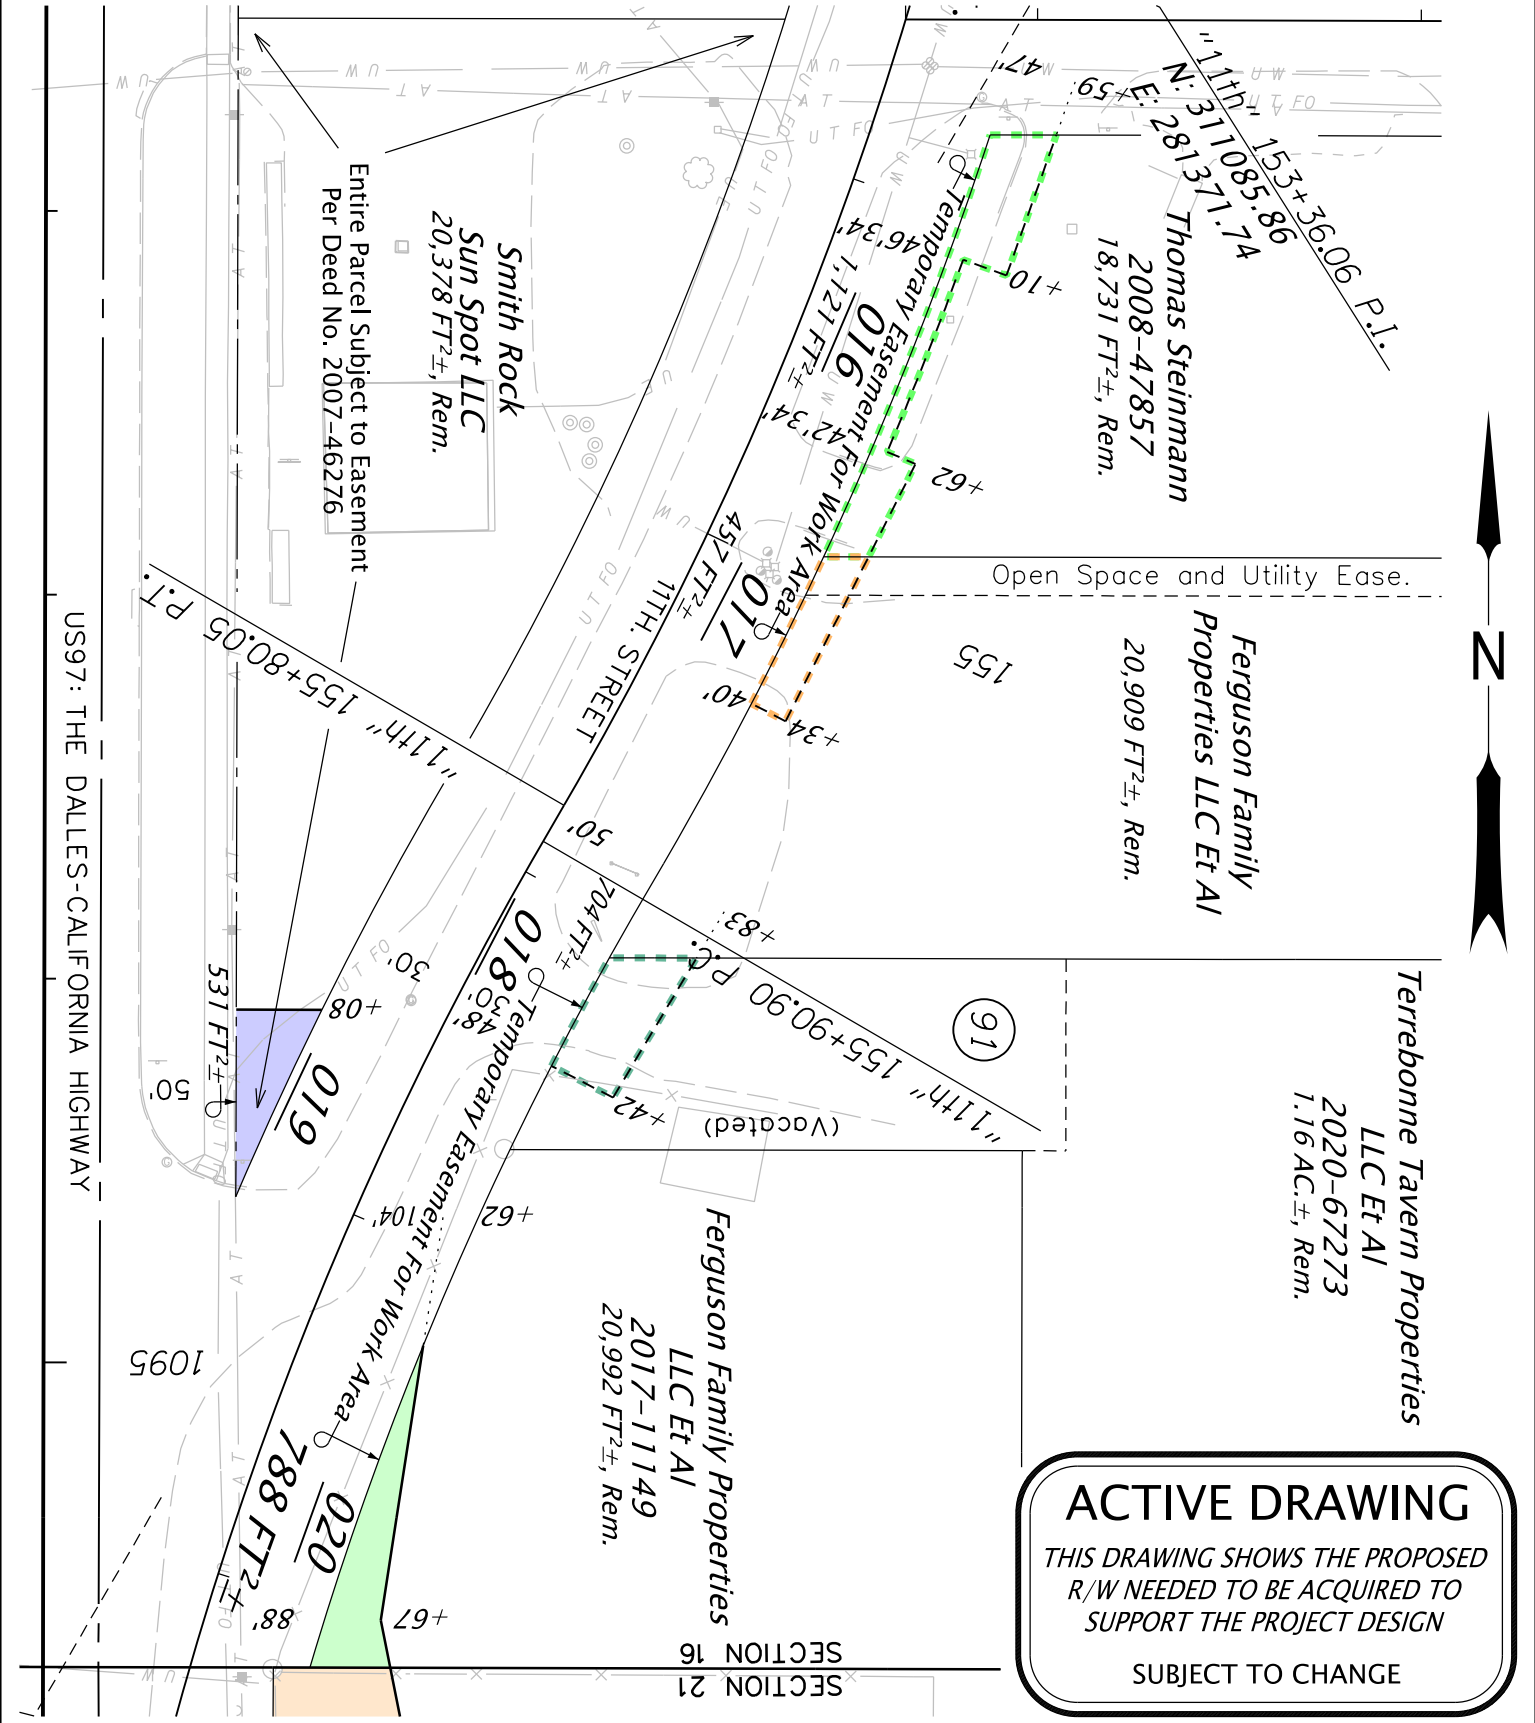 "11th" 153+36.06 P.I.
N: 311085.86
E: 281371.74
+59
47'
Thomas Steinmann
2008-47857
18,731 FT²±, Rem.
+10
46'34'
Temporary Easement For Work Area
016
1,121 FT²±
42'34'
+62
Smith Rock
Sun Spot LLC
20,378 FT²±, Rem.
Entire Parcel Subject to Easement
Per Deed No. 2007-46276
Open Space and Utility Ease.
017
457 FT²±
11TH. STREET
40'
+34
155
Ferguson Family
Properties LLC Et Al
20,909 FT²±, Rem.
N
"11th" 155+80.05 P.T.
US97: THE DALLES-CALIFORNIA HIGHWAY
50'
+83
"11th" 155+90.90 P.C.
91
704 FT²±
018
48'
30'
Temporary Easement For Work Area
+42
(Vacated)
30'
+08
531 FT²±
50'
019
Terrebonne Tavern Properties
LLC Et Al
2020-67273
1.16 AC.±, Rem.
104'
+62
Ferguson Family Properties
LLC Et Al
2017-11149
20,992 FT²±, Rem.
1095
020
788 FT²±
88'
+67
SECTION 16
SECTION 21
ACTIVE DRAWING
THIS DRAWING SHOWS THE PROPOSED
R/W NEEDED TO BE ACQUIRED TO
SUPPORT THE PROJECT DESIGN
SUBJECT TO CHANGE